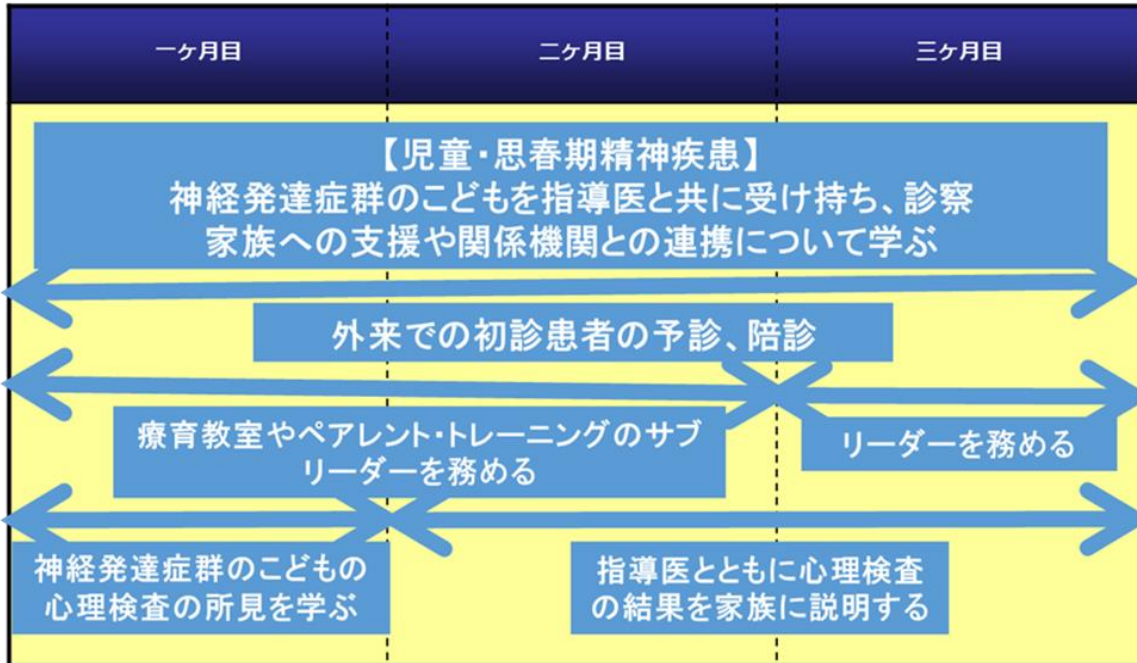 一ヶ月目
二ヶ月目
三ヶ月目
【児童・思春期精神疾患】
神経発達症群のこどもを指導医と共に受け持ち、診察
家族への支援や関係機関との連携について学ぶ
外来での初診患者の予診、陪診
療育教室やペアレント・トレーニングのサブ
リーダーを務める
リーダーを務める
神経発達症群のこどもの
心理検査の所見を学ぶ
指導医とともに心理検査
の結果を家族に説明する